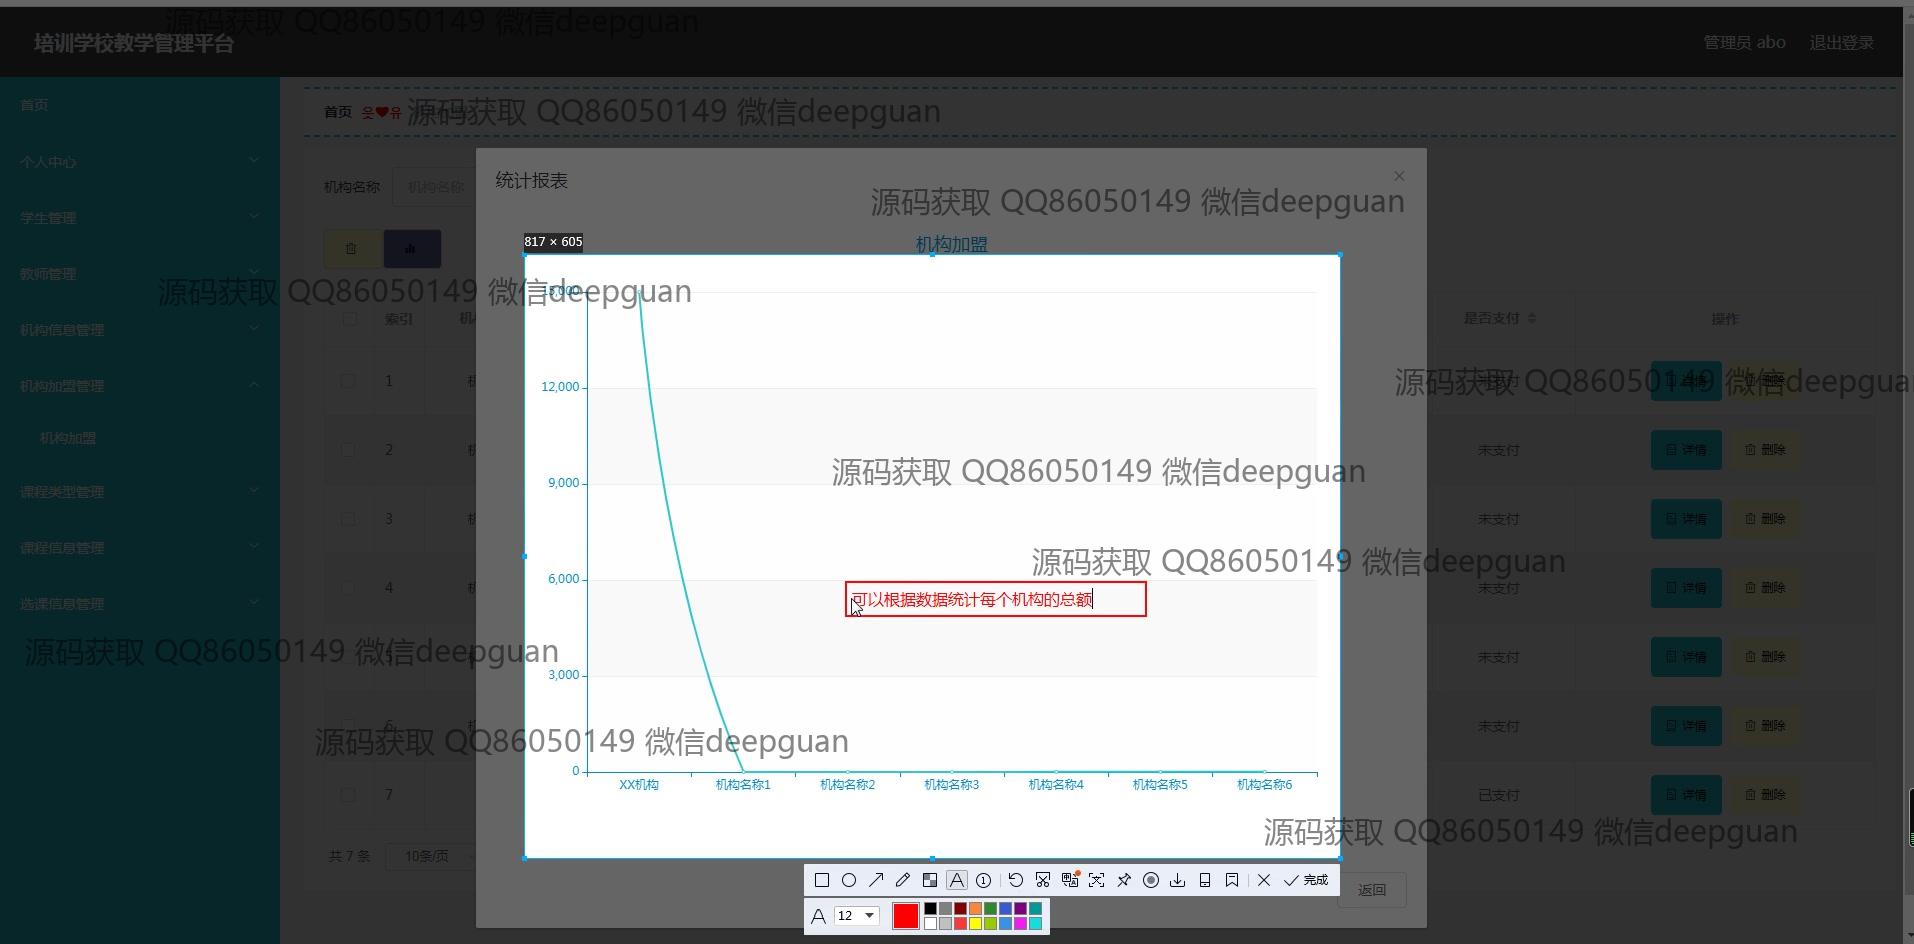 源码获取 QQ86050149 微信deepguan
培训学校教学管理平台
管理员 abo
退出登录
首页
首页
源码获取 QQ86050149 微信deepguan
个人中心
学生管理
教师管理
机构信息管理
机构加盟管理
机构加盟
课程类型管理
课程信息管理
选课信息管理
机构名称
机构名称
统计报表
源码获取 QQ86050149 微信deepguan
机构加盟
817 × 605
源码获取 QQ86050149 微信deepguan
索引
是否支付
操作
15,000
12,000
9,000
6,000
3,000
0
XX机构
机构名称1
机构名称2
机构名称3
机构名称4
机构名称5
机构名称6
可以根据数据统计每个机构的总额
1
源码获取 QQ86050149 微信deepguan
删除
2
未支付
详情
删除
源码获取 QQ86050149 微信deepguan
3
未支付
详情
删除
源码获取 QQ86050149 微信deepguan
4
未支付
详情
删除
源码获取 QQ86050149 微信deepguan
未支付
详情
删除
6
未支付
详情
删除
源码获取 QQ86050149 微信deepguan
7
已支付
详情
删除
源码获取 QQ86050149 微信deepguan
共 7 条
10条/页
返回
完成
12